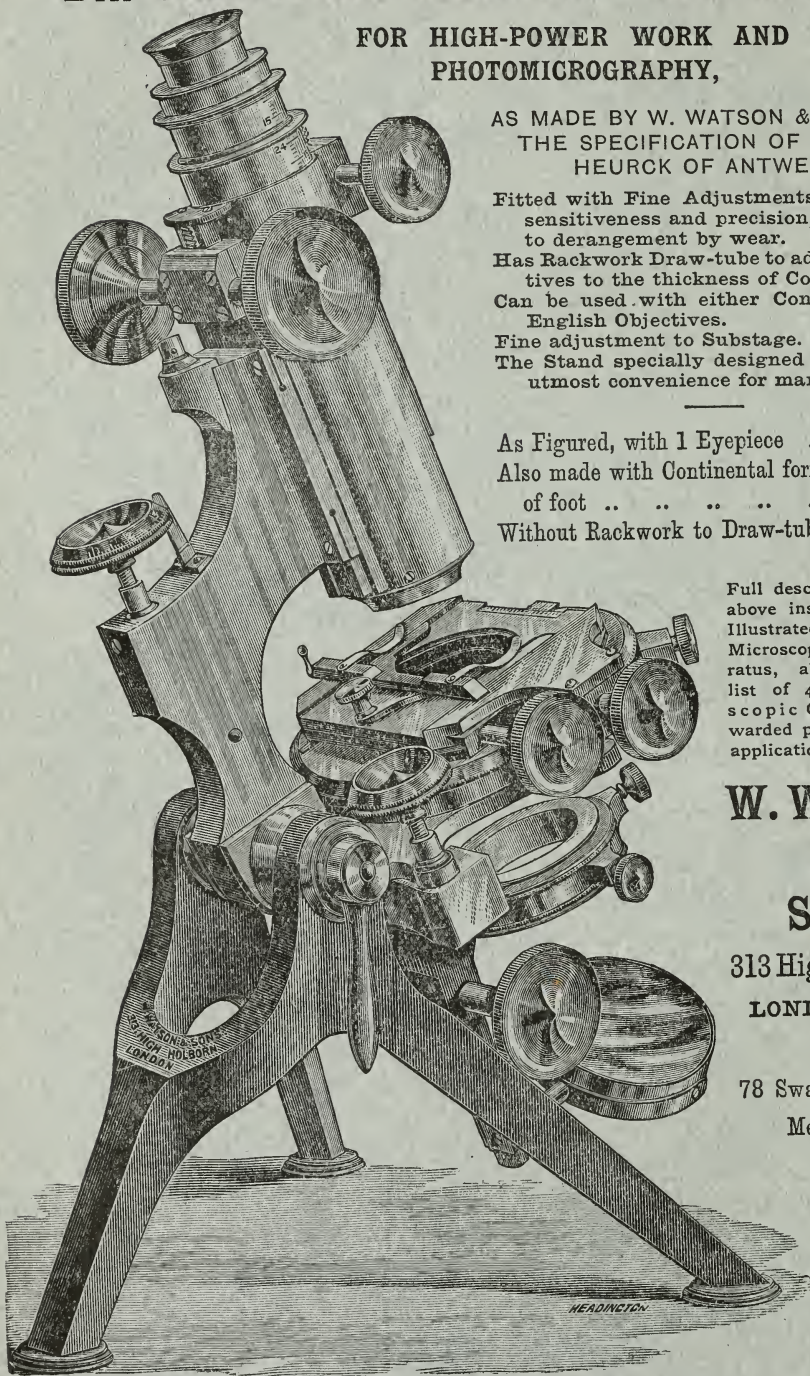 FOR HIGH-POWER WORK AND
PHOTOMICROGRAPHY,
AS MADE BY W. WATSON &
THE SPECIFICATION OF
HEURCK OF ANTWE
Fitted with Fine Adjustments
sensitiveness and precision
to derangement by wear.
Has Rackwork Draw-tube to ad
tives to the thickness of Co
Can be used with either Con
English Objectives.
Fine adjustment to Substage.
The Stand specially designed
utmost convenience for man
As Figured, with 1 Eyepiece
Also made with Continental for
of foot .. .. .. ..
Without Rackwork to Draw-tub
Full desc
above ins
Illustrate
Microscop
ratus, a
list of 4
scopic
warded p
applicatio
W. W
S
313 Hig
LON
78 Swa
Me
15
24
W. WATSON & SONS
313 HIGH HOLBORN
LONDON
HEADINGTON